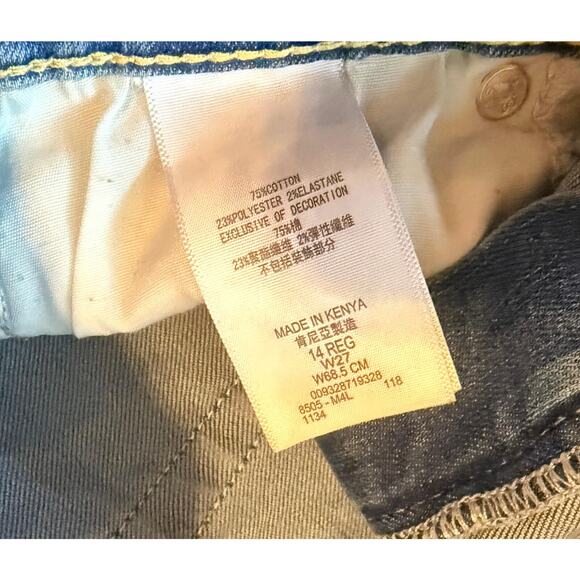 75%COTTON
23%POLYESTER 2%ELASTANE
EXCLUSIVE OF DECORATION
75%棉
23%聚酯纖維 2%彈性纖維
不包括裝飾部分
MADE IN KENYA
肯尼亞製造
14 REG
W27
W68.5 CM
009328719328
8505 - M4L 118
1134